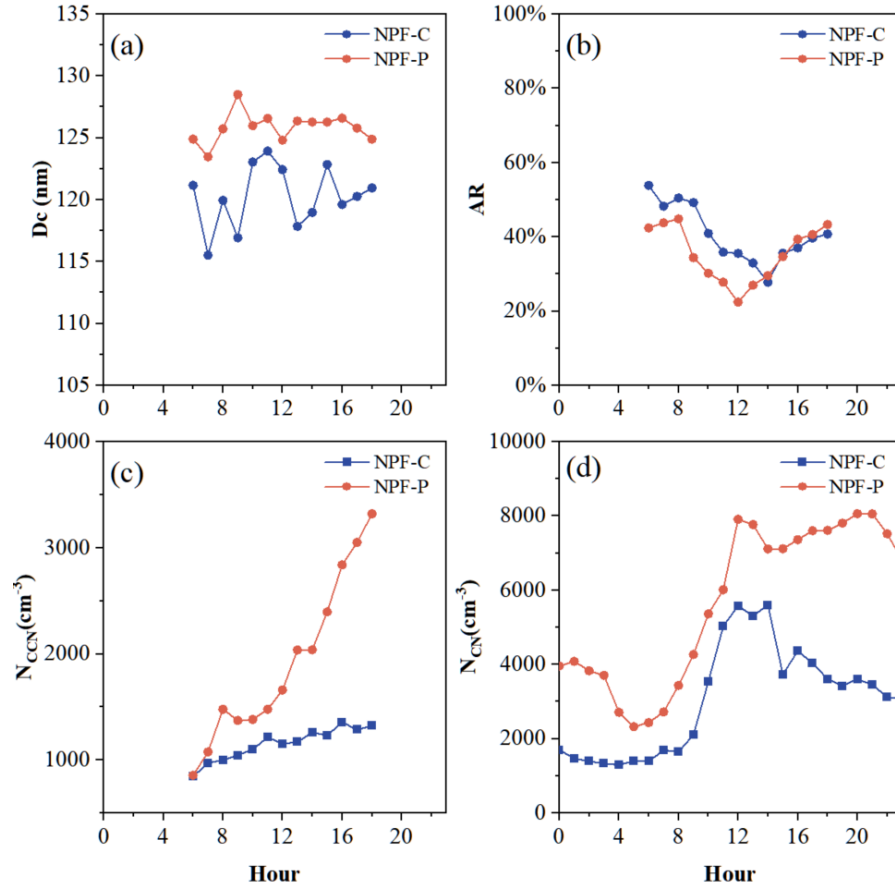 (a)
NPF-C
NPF-P
135
130
125
120
115
110
105
0
4
8
12
16
20
Dc (nm)
(b)
NPF-C
NPF-P
100%
80%
60%
40%
20%
0%
0
4
8
12
16
20
AR
(c)
NPF-C
NPF-P
4000
3000
2000
1000
0
4
8
12
16
20
N_CCN(cm⁻³)
Hour
(d)
NPF-C
NPF-P
10000
8000
6000
4000
2000
0
0
4
8
12
16
20
N_CN(cm⁻³)
Hour